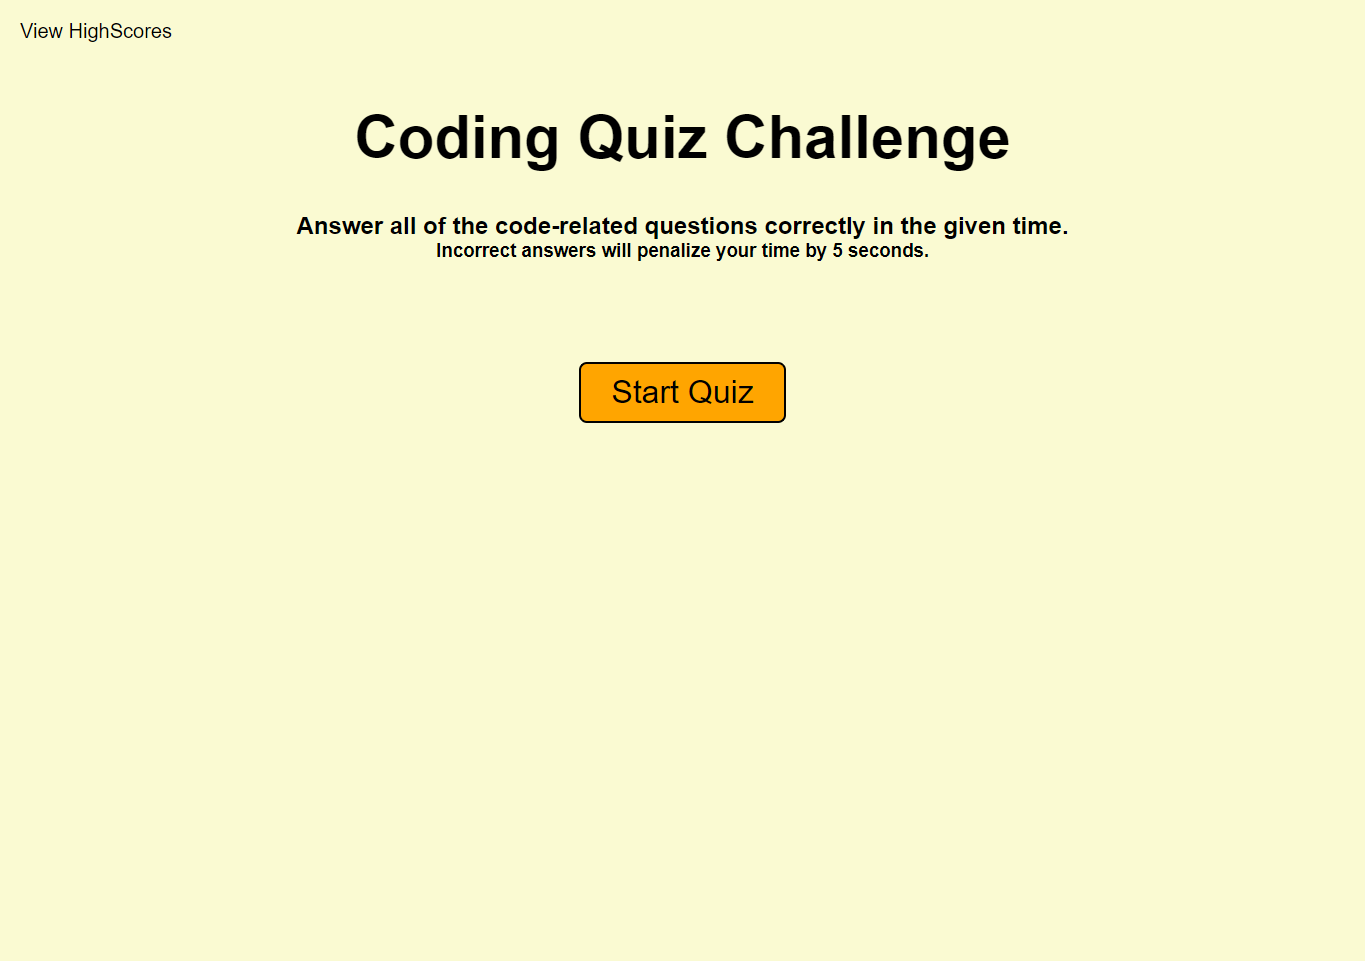 View HighScores
Coding Quiz Challenge
Answer all of the code-related questions correctly in the given time.
Incorrect answers will penalize your time by 5 seconds.
Start Quiz